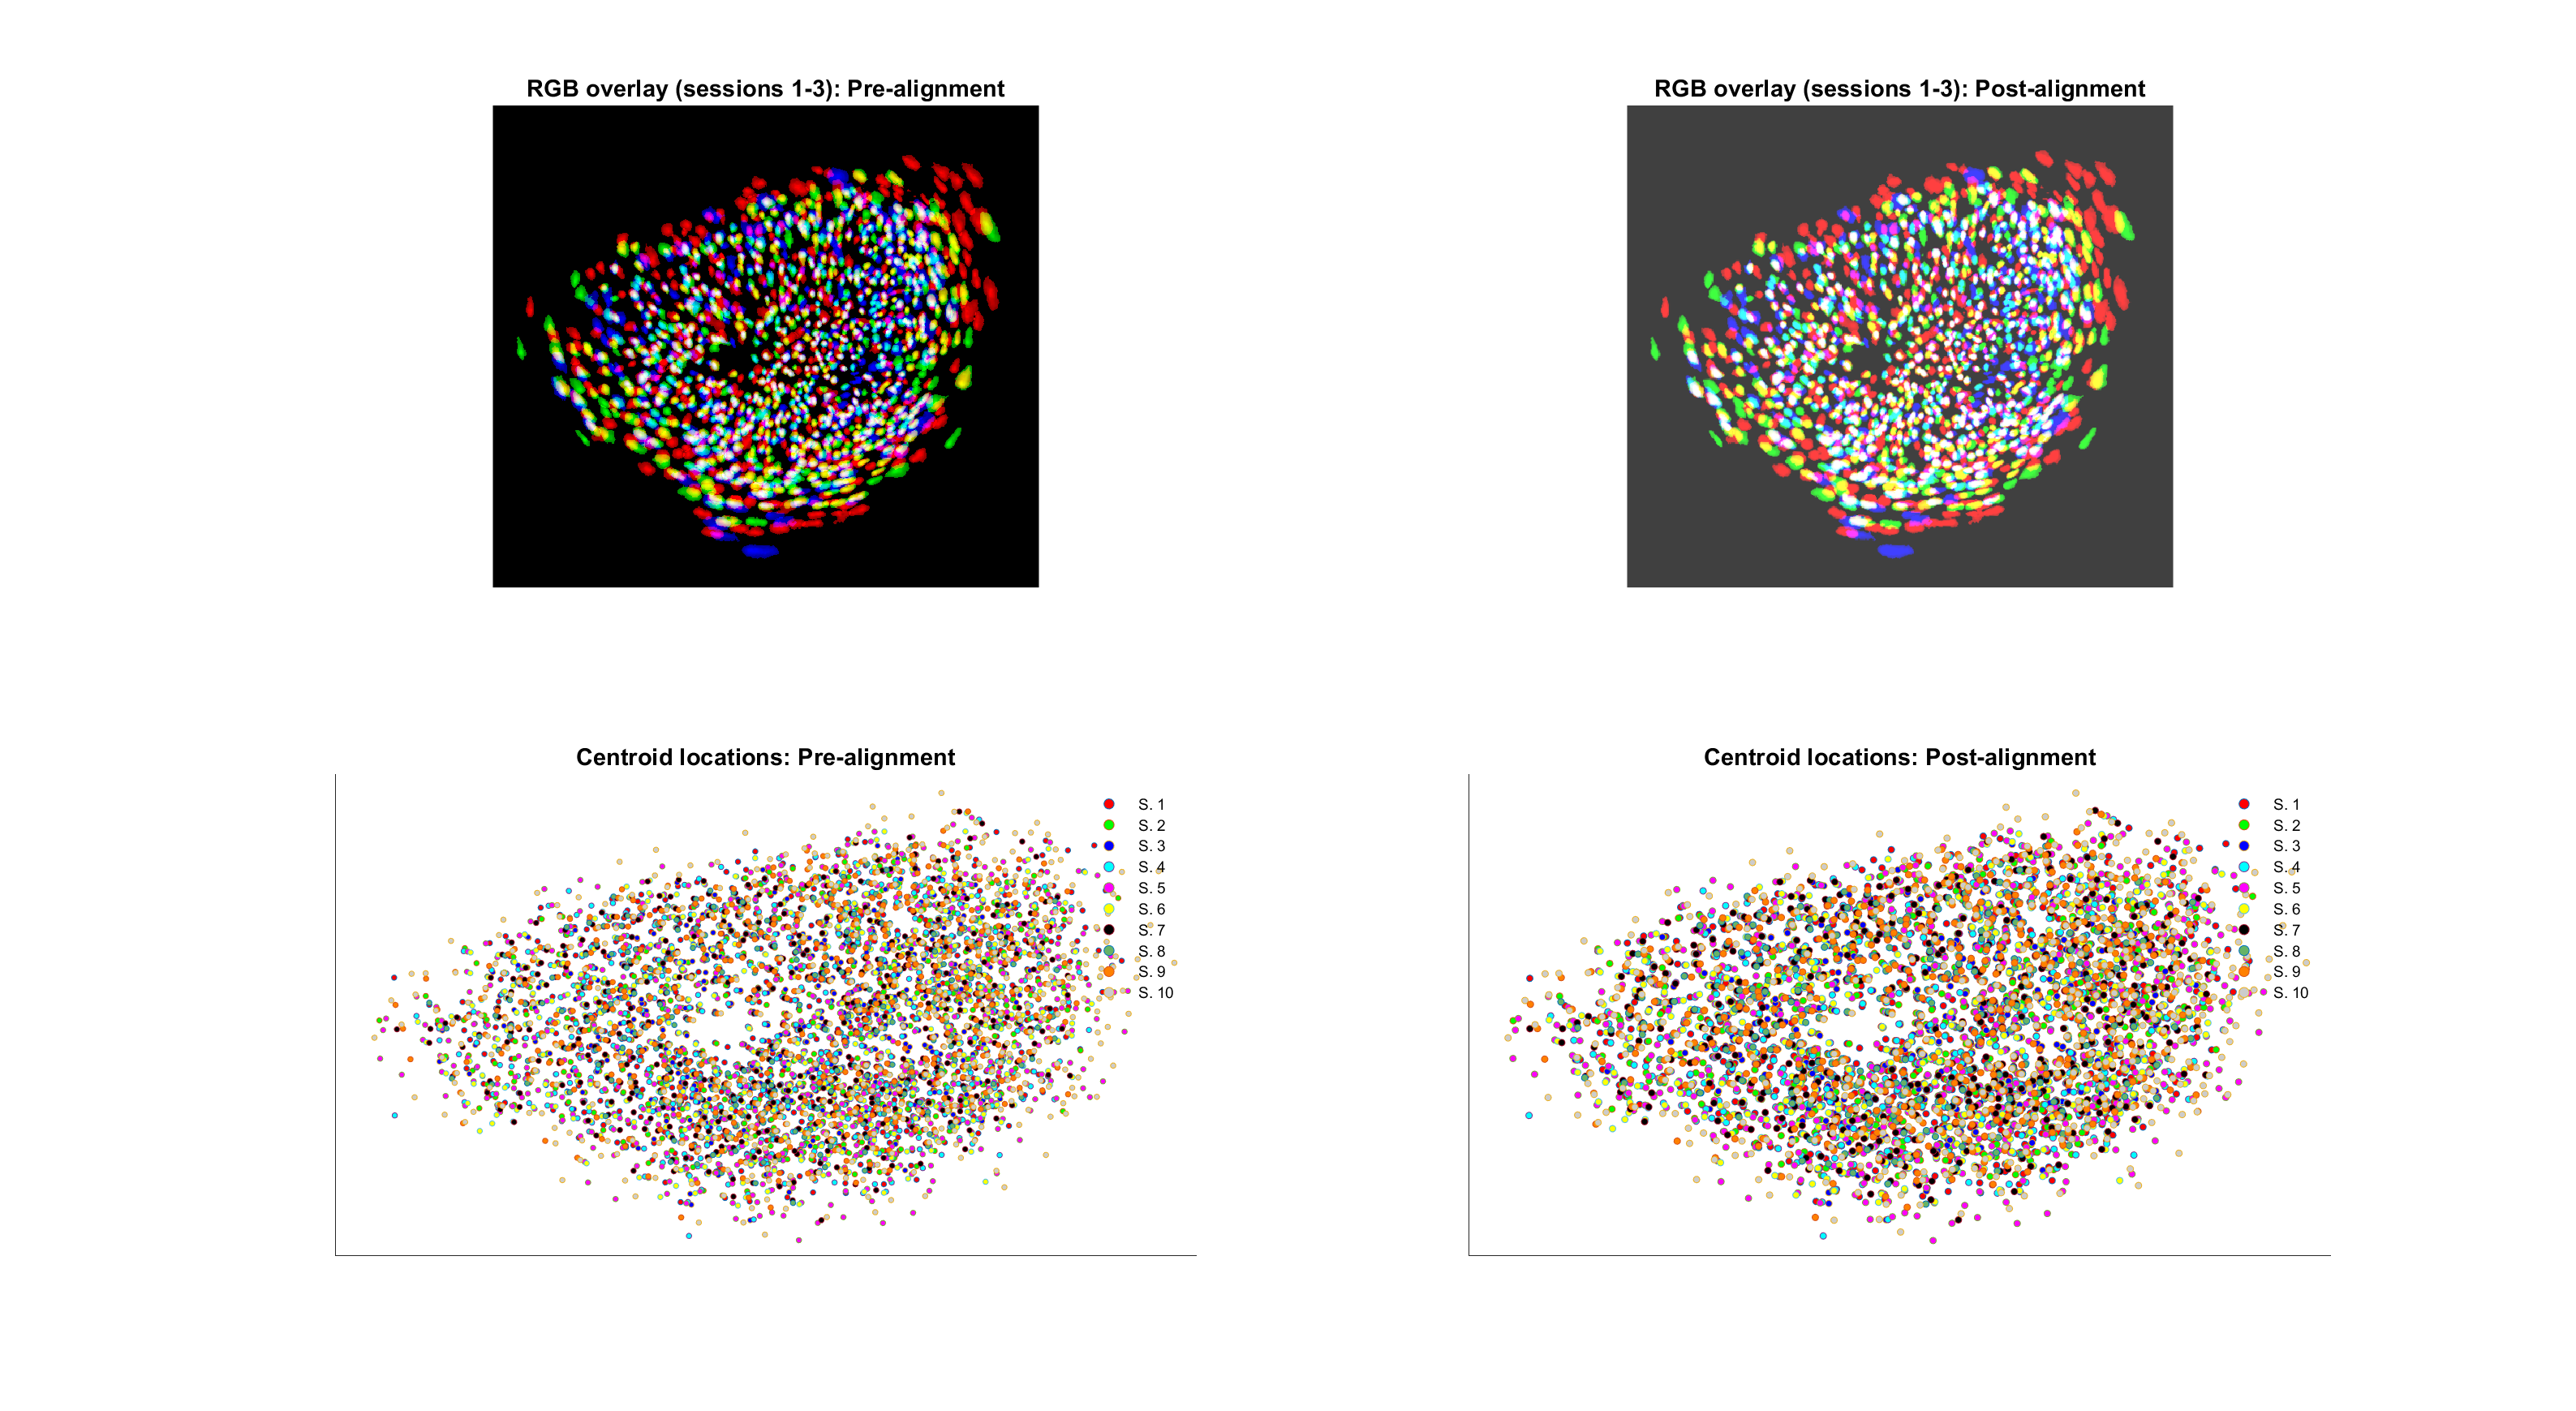 RGB overlay (sessions 1-3): Pre-alignment
RGB overlay (sessions 1-3): Post-alignment
Centroid locations: Pre-alignment
S. 1
S. 2
S. 3
S. 4
S. 5
S. 6
S. 7
S. 8
S. 9
S. 10
Centroid locations: Post-alignment
S. 1
S. 2
S. 3
S. 4
S. 5
S. 6
S. 7
S. 8
S. 9
S. 10